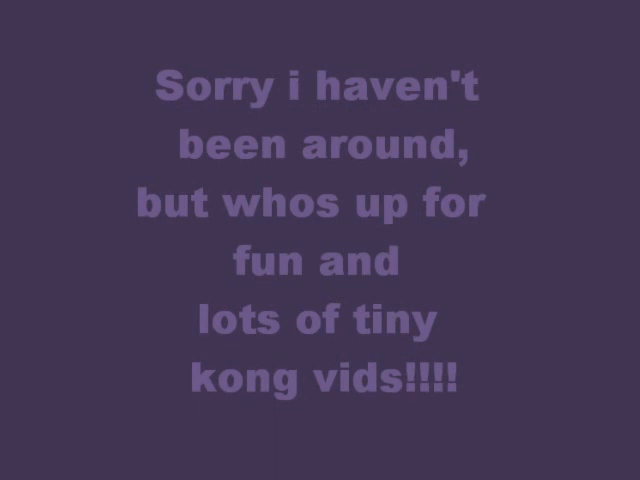 Sorry i haven't
been around,
but whos up for
fun and
lots of tiny
kong vids!!!!